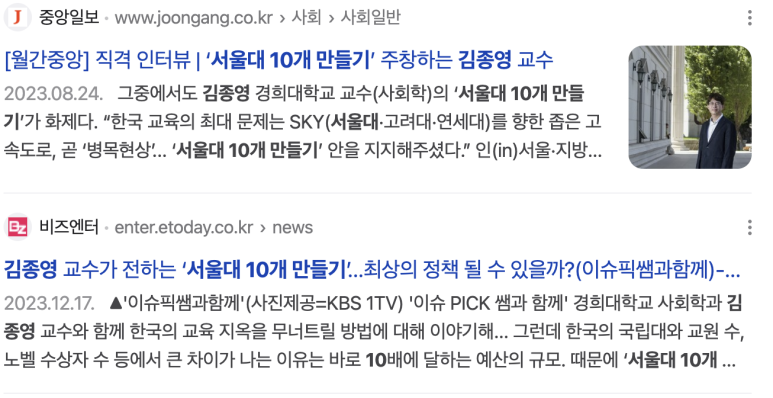 중앙일보 · www.joongang.co.kr › 사회 › 사회일반
[월간중앙] 직격 인터뷰 | ‘서울대 10개 만들기’ 주창하는 김종영 교수
2023.08.24. 그중에서도 김종영 경희대학교 교수(사회학)의 ‘서울대 10개 만들
기’가 화제다. “한국 교육의 최대 문제는 SKY(서울대·고려대·연세대)를 향한 좁은 고
속도로, 곧 ‘병목현상’... ‘서울대 10개 만들기’ 안을 지지해주셨다.” 인(in)서울·지방...
비즈엔터 · enter.etoday.co.kr › news
김종영 교수가 전하는 ‘서울대 10개 만들기’...최상의 정책 될 수 있을까?(이슈픽쌤과함께)-...
2023.12.17. ▲'이슈픽쌤과함께'(사진제공=KBS 1TV) '이슈 PICK 쌤과 함께' 경희대학교 사회학과 김
종영 교수와 함께 한국의 교육 지옥을 무너트릴 방법에 대해 이야기해... 그런데 한국의 국립대와 교원 수,
노벨 수상자 수 등에서 큰 차이가 나는 이유는 바로 10배에 달하는 예산의 규모. 때문에 ‘서울대 10개 ...